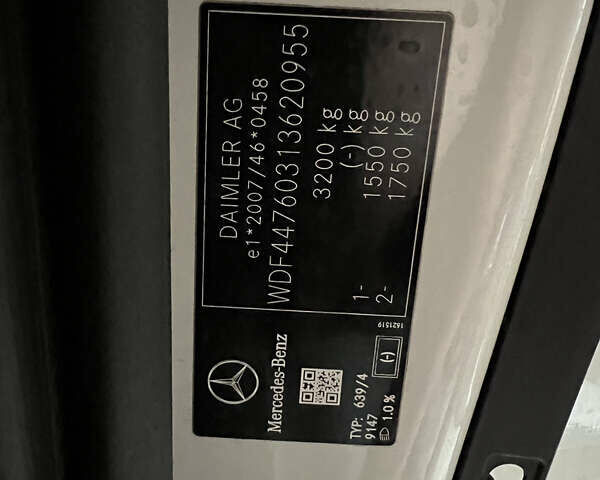 DAIMLER AG
e1*2007/46*0458
WDF44760313620955
3200 kg
(-) kg
1- 1550 kg
2- 1750 kg
1621519
Mercedes-Benz
TYP: 639/4
9147
1.0 %
(-)